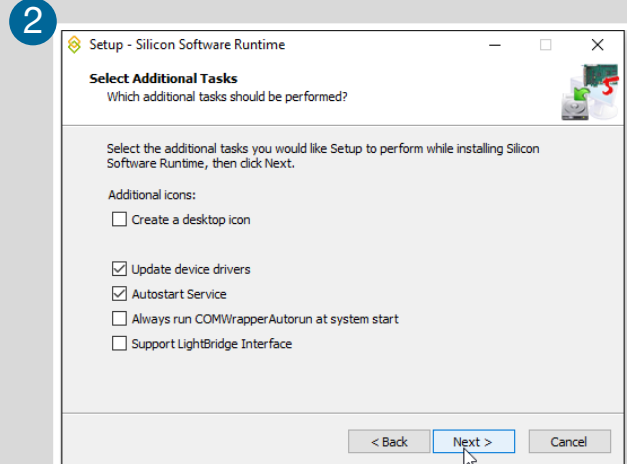 2
Setup - Silicon Software Runtime
Select Additional Tasks
Which additional tasks should be performed?
Select the additional tasks you would like Setup to perform while installing Silicon
Software Runtime, then click Next.
Additional icons:
Create a desktop icon
Update device drivers
Autostart Service
Always run COMWrapperAutorun at system start
Support LightBridge Interface
< Back Next > Cancel